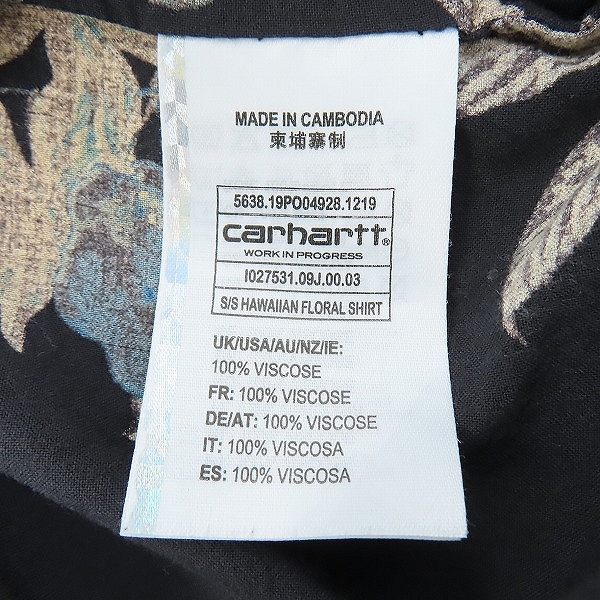 MADE IN CAMBODIA
柬埔寨制
5638.19PO04928.1219
carhartt®
WORK IN PROGRESS
I027531.09J.00.03
S/S HAWAIIAN FLORAL SHIRT
UK/USA/AU/NZ/IE:
100% VISCOSE
FR: 100% VISCOSE
DE/AT: 100% VISCOSE
IT: 100% VISCOSA
ES: 100% VISCOSA